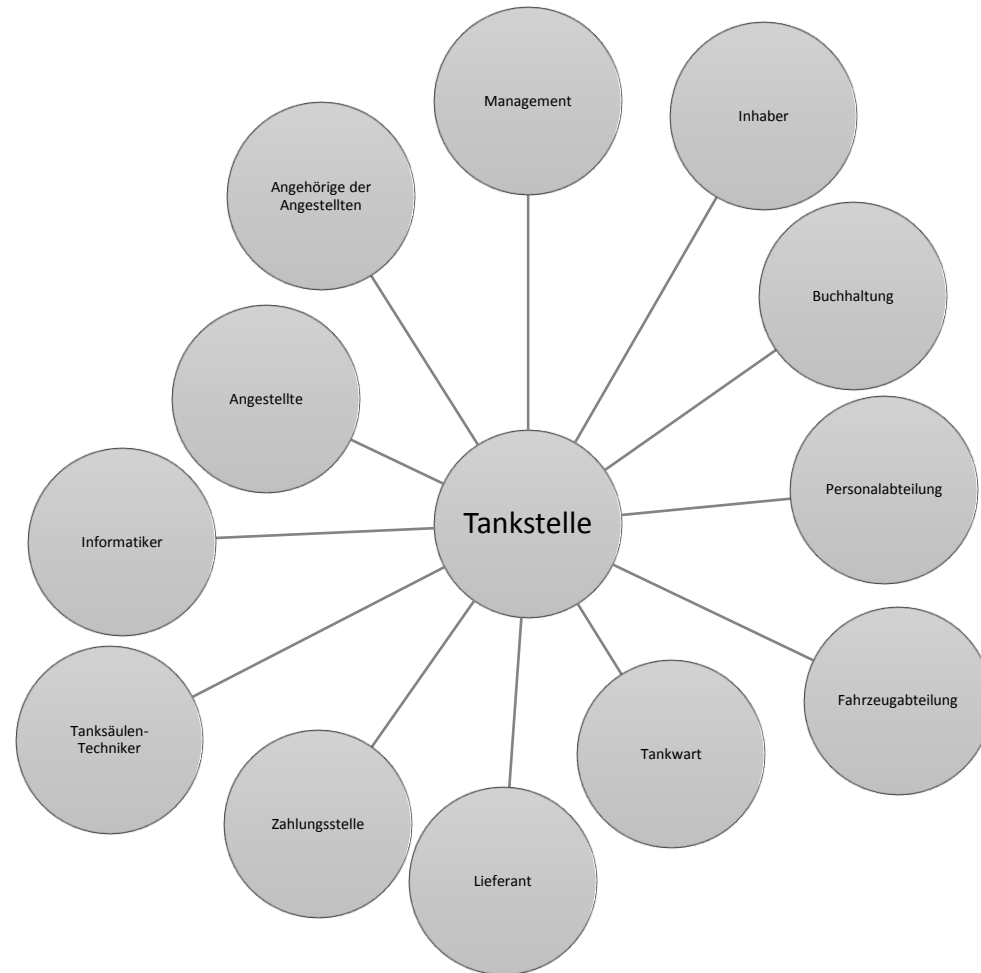 Management
Inhaber
Angehörige der
Angestellten
Buchhaltung
Angestellte
Personalabteilung
Tankstelle
Informatiker
Fahrzeugabteilung
Tanksäulen-
Techniker
Tankwart
Zahlungsstelle
Lieferant